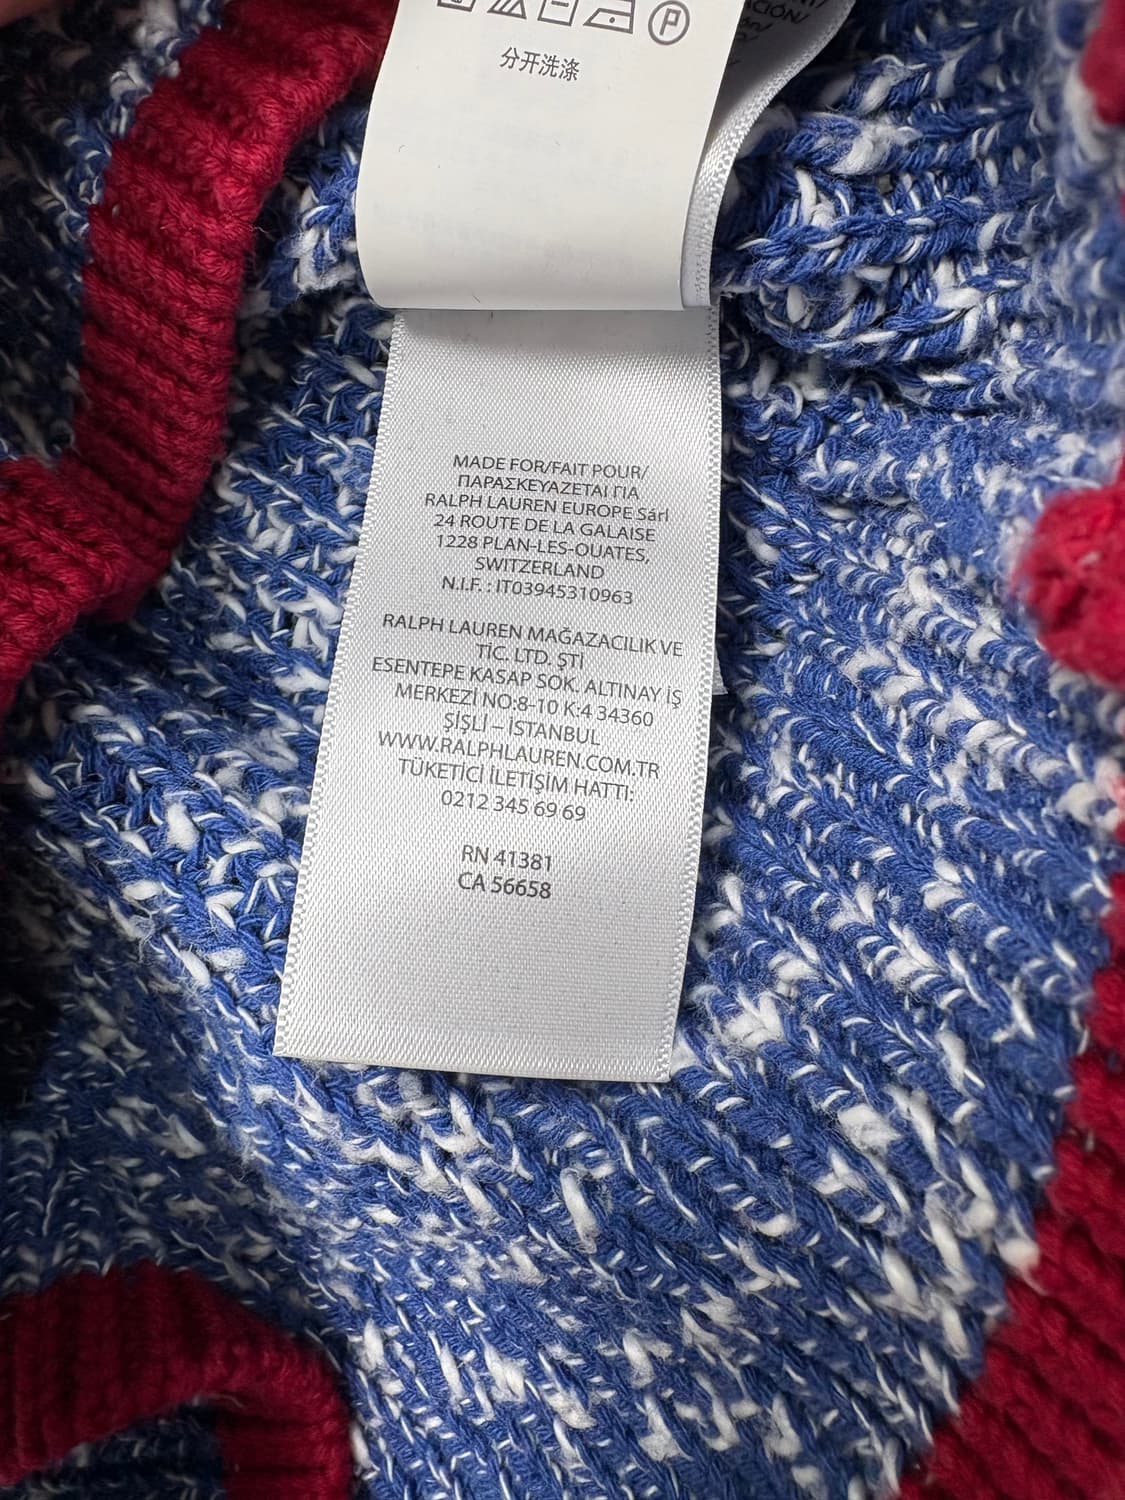 CIÓN/
分开洗涤
MADE FOR/FAIT POUR/
ΠΑΡΑΣΚΕΥΑΖΕΤΑΙ ΓΙΑ
RALPH LAUREN EUROPE Sárl
24 ROUTE DE LA GALAISE
1228 PLAN-LES-OUATES,
SWITZERLAND
N.I.F. : IT03945310963
RALPH LAUREN MAĞAZACILIK VE
TİC. LTD. ŞTİ
ESENTEPE KASAP SOK. ALTINAY İŞ
MERKEZİ NO:8-10 K:4 34360
ŞİŞLİ – İSTANBUL
WWW.RALPHLAUREN.COM.TR
TÜKETİCİ İLETİŞİM HATTI:
0212 345 69 69
RN 41381
CA 56658